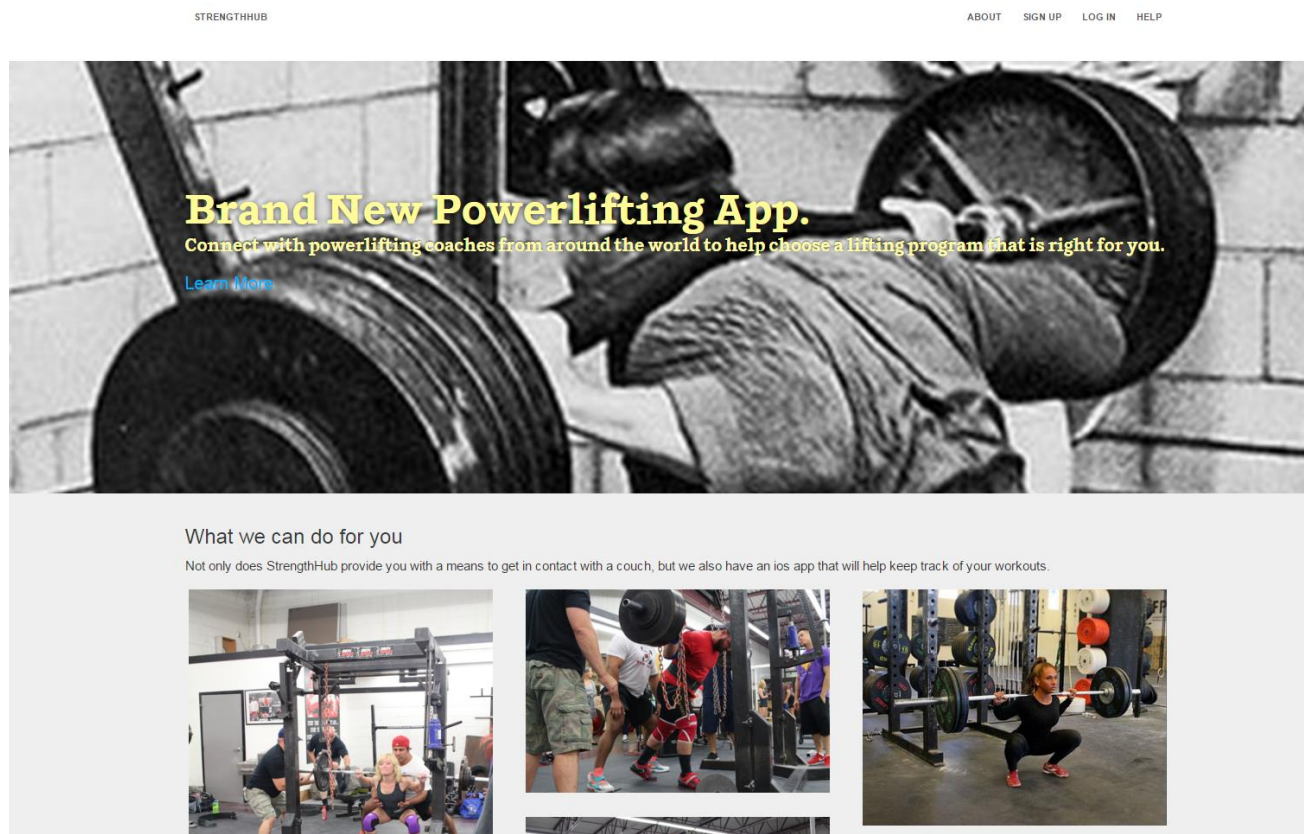 STRENGTHHUB
ABOUT SIGN UP LOG IN HELP
Brand New Powerlifting App.
Connect with powerlifting coaches from around the world to help choose a lifting program that is right for you.
Learn More
What we can do for you
Not only does StrengthHub provide you with a means to get in contact with a couch, but we also have an ios app that will help keep track of your workouts.